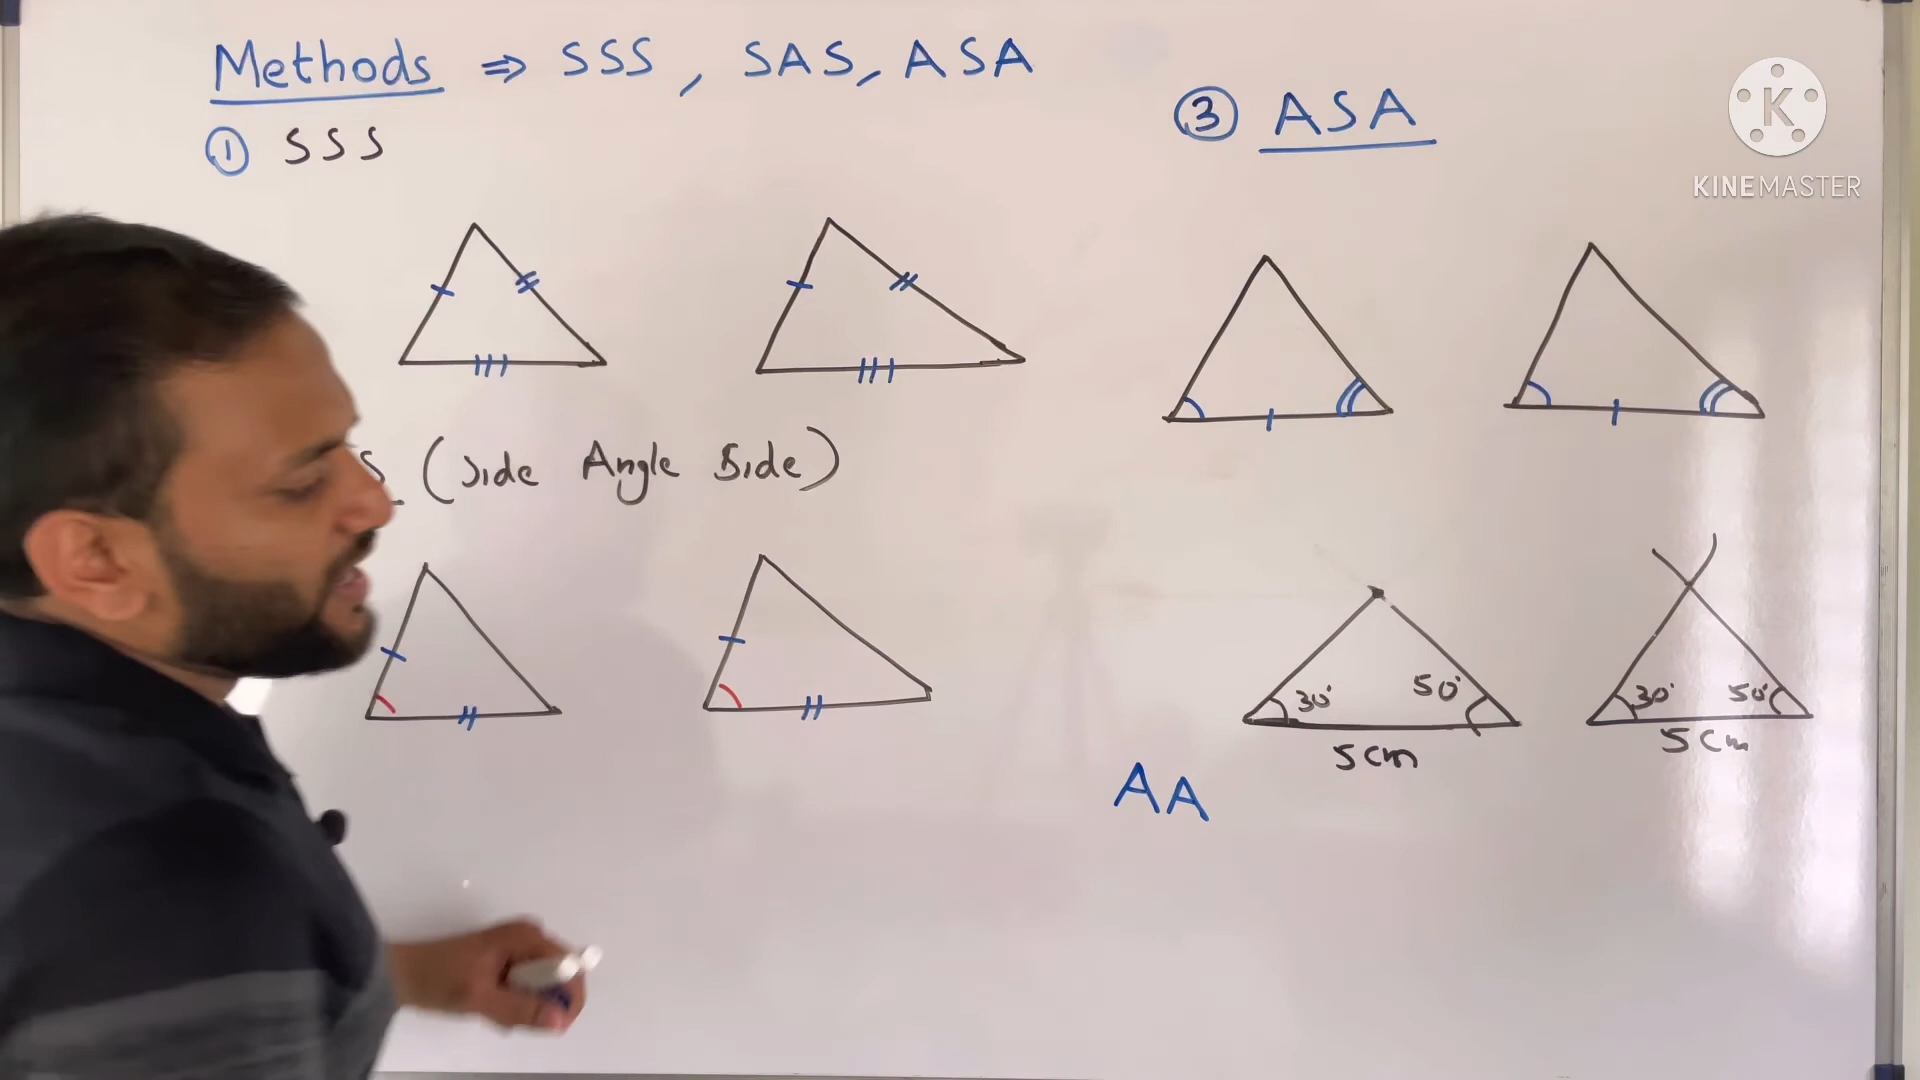 Methods ⇒ SSS, SAS, ASA
① SSS
S (Side Angle Side)
③ ASA
30° 50°
5cm
30° 50°
5cm
AA
K
KINEMASTER